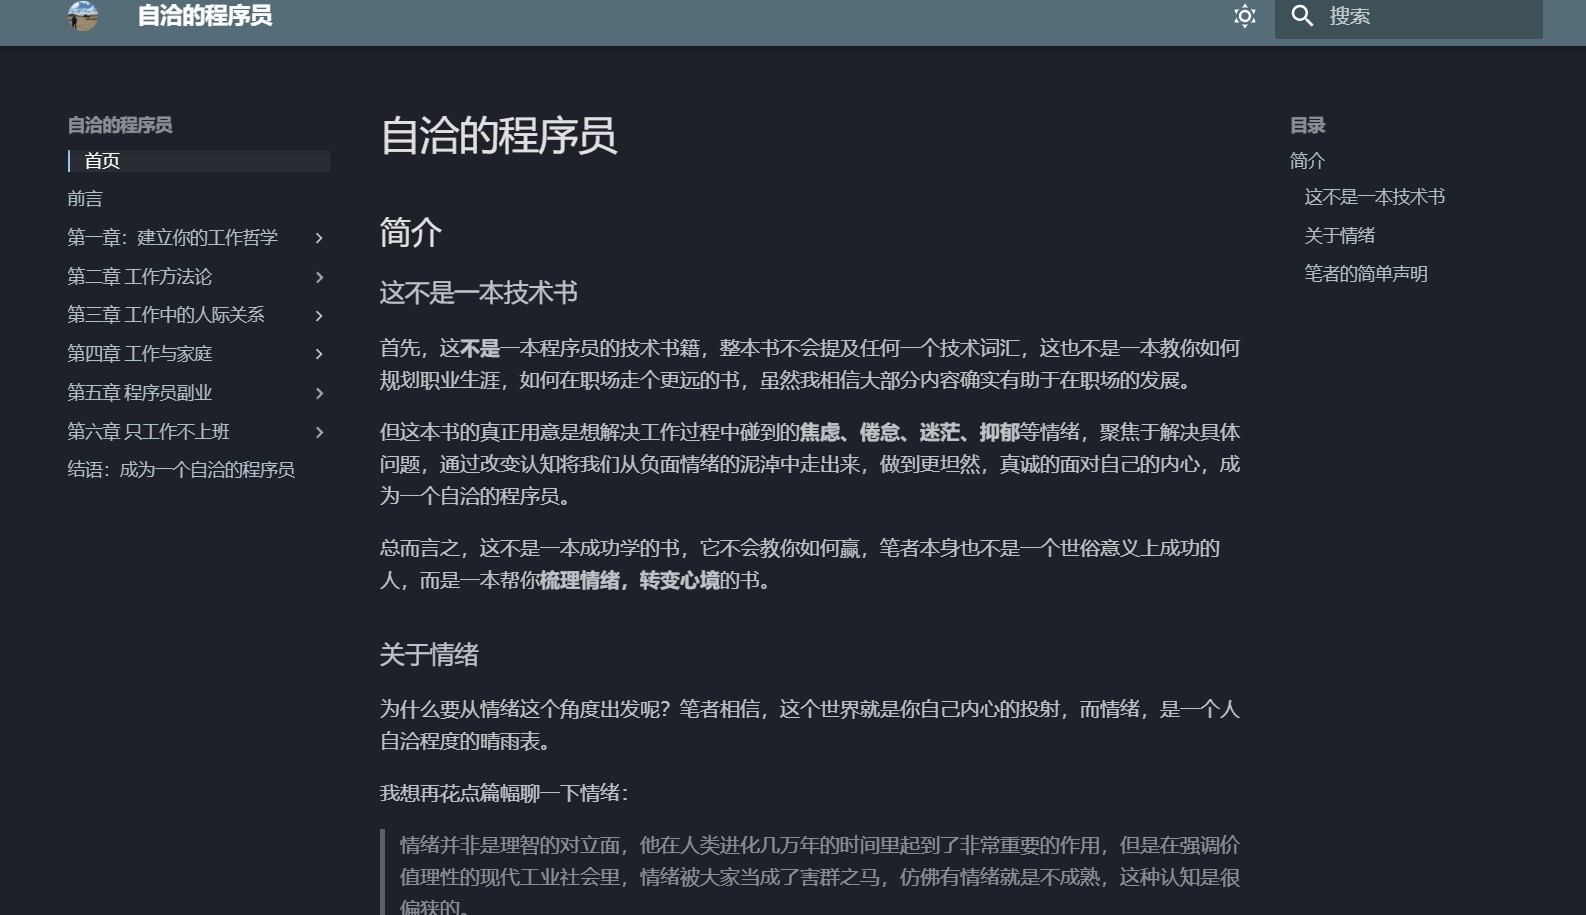 自洽的程序员
搜索
自洽的程序员
首页
前言
第一章：建立你的工作哲学
第二章 工作方法论
第三章 工作中的人际关系
第四章 工作与家庭
第五章 程序员副业
第六章 只工作不上班
结语：成为一个自洽的程序员
自洽的程序员
简介
这不是一本技术书
首先，这不是一本程序员的技术书籍，整本书不会提及任何一个技术词汇，这也不是一本教你如何
规划职业生涯，如何在职场走个更远的书，虽然我相信大部分内容确实有助于在职场的发展。
但这本书的真正用意是想解决工作过程中碰到的焦虑、倦怠、迷茫、抑郁等情绪，聚焦于解决具体
问题，通过改变认知将我们从负面情绪的泥淖中走出来，做到更坦然，真诚的面对自己的内心，成
为一个自洽的程序员。
总而言之，这不是一本成功学的书，它不会教你如何赢，笔者本身也不是一个世俗意义上成功的
人，而是一本帮你梳理情绪，转变心境的书。
关于情绪
为什么要从情绪这个角度出发呢？笔者相信，这个世界就是你自己内心的投射，而情绪，是一个人
自洽程度的晴雨表。
我想再花点篇幅聊一下情绪：
情绪并非是理智的对立面，他在人类进化几万年的时间里起到了非常重要的作用，但是在强调价
值理性的现代工业社会里，情绪被大家当成了害群之马，仿佛有情绪就是不成熟，这种认知是很
偏狭的。
目录
简介
这不是一本技术书
关于情绪
笔者的简单声明